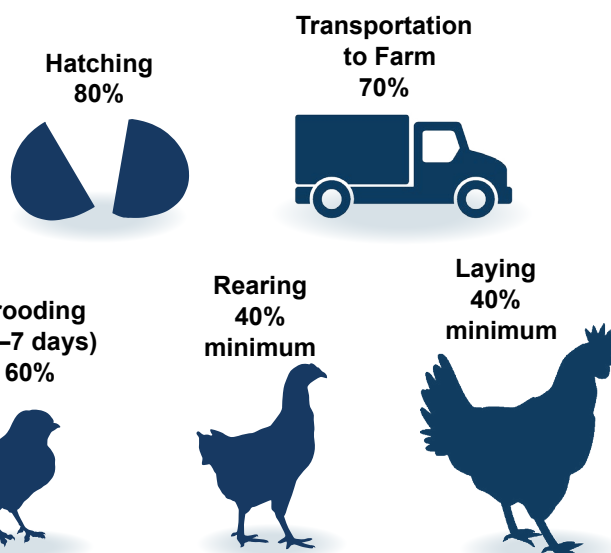 Hatching
80%
Transportation
to Farm
70%
rooding
–7 days)
60%
Rearing
40%
minimum
Laying
40%
minimum